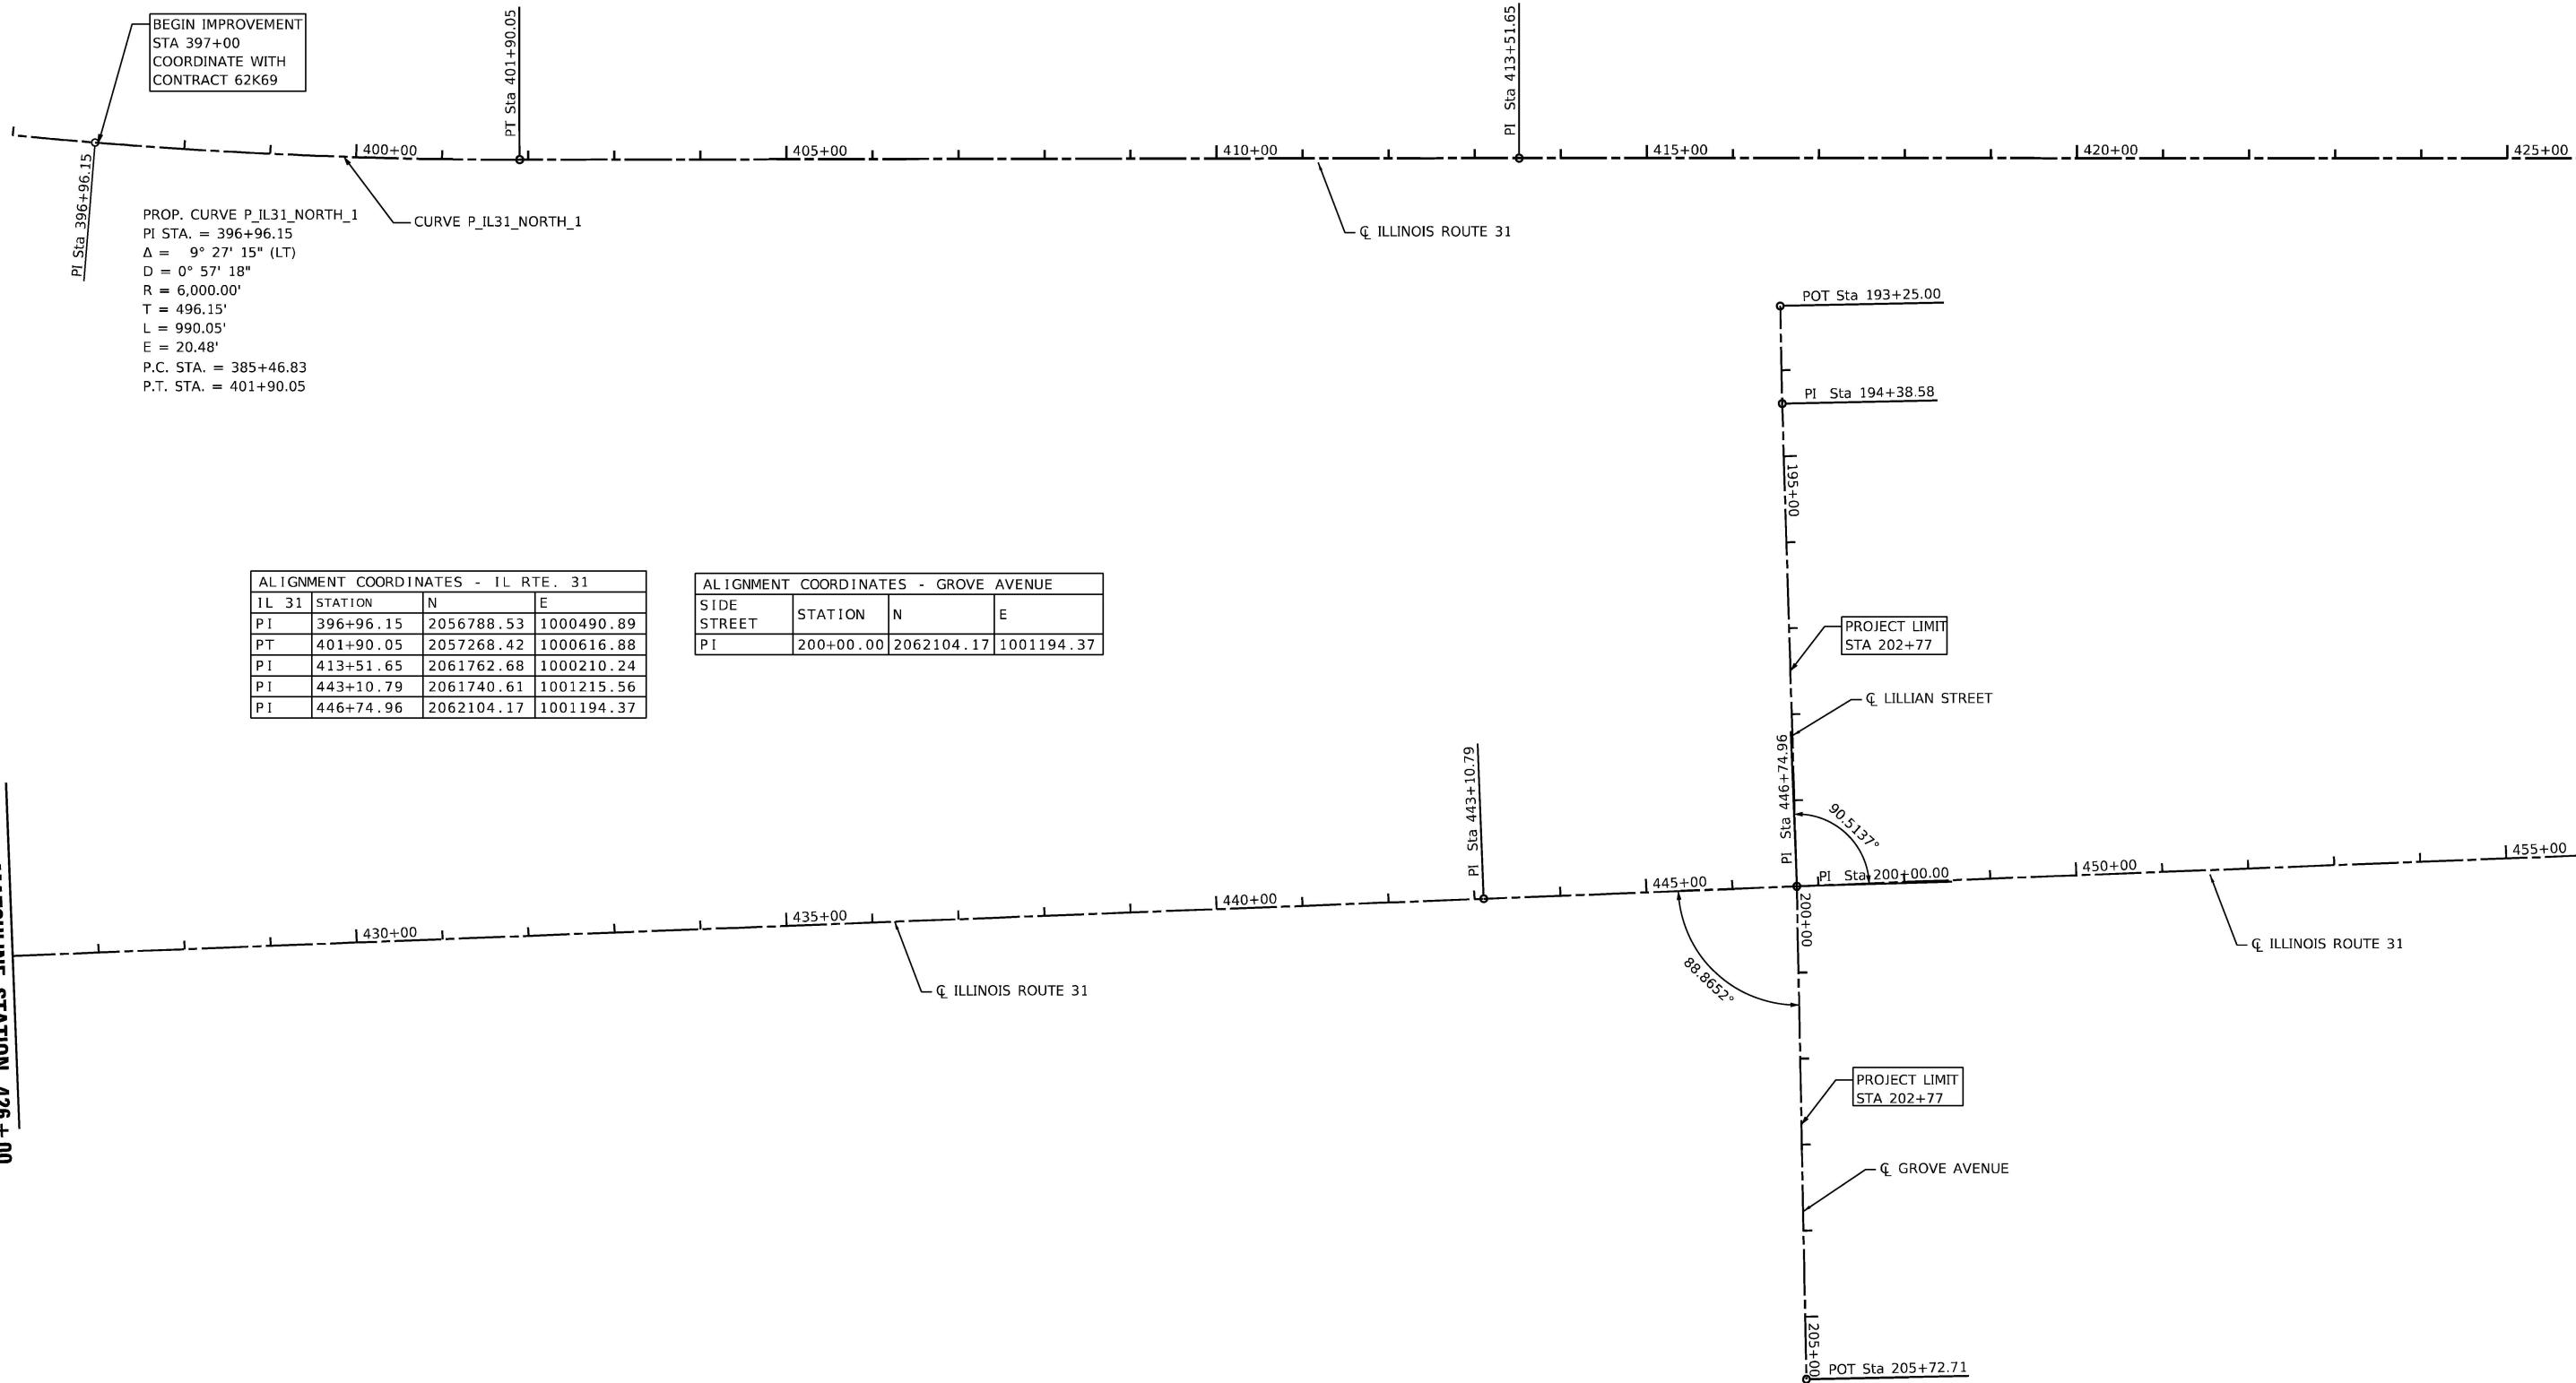 BEGIN IMPROVEMENT
STA 397+00
COORDINATE WITH
CONTRACT 62K69
PT Sta 401+90.05
PI Sta 413+51.65
400+00
405+00
410+00
415+00
420+00
425+00
PI Sta 396+96.15
CURVE P_IL31_NORTH_1
℄ ILLINOIS ROUTE 31
PROP. CURVE P_IL31_NORTH_1
PI STA. = 396+96.15
Δ = 9° 27' 15" (LT)
D = 0° 57' 18"
R = 6,000.00'
T = 496.15'
L = 990.05'
E = 20.48'
P.C. STA. = 385+46.83
P.T. STA. = 401+90.05
POT Sta 193+25.00
PI Sta 194+38.58
195+00
ALIGNMENT COORDINATES - IL RTE. 31
IL 31 STATION N E
PI 396+96.15 2056788.53 1000490.89
PT 401+90.05 2057268.42 1000616.88
PI 413+51.65 2061762.68 1000210.24
PI 443+10.79 2061740.61 1001215.56
PI 446+74.96 2062104.17 1001194.37
ALIGNMENT COORDINATES - GROVE AVENUE
SIDE STREET STATION N E
PI 200+00.00 2062104.17 1001194.37
PROJECT LIMIT
STA 202+77
℄ LILLIAN STREET
PI Sta 443+10.79
PI Sta 446+74.96
90.5137°
PI Sta 200+00.00
430+00
435+00
440+00
445+00
450+00
455+00
200+00
88.8652°
℄ ILLINOIS ROUTE 31
℄ ILLINOIS ROUTE 31
STATION 426+00
PROJECT LIMIT
STA 202+77
℄ GROVE AVENUE
205+00
POT Sta 205+72.71